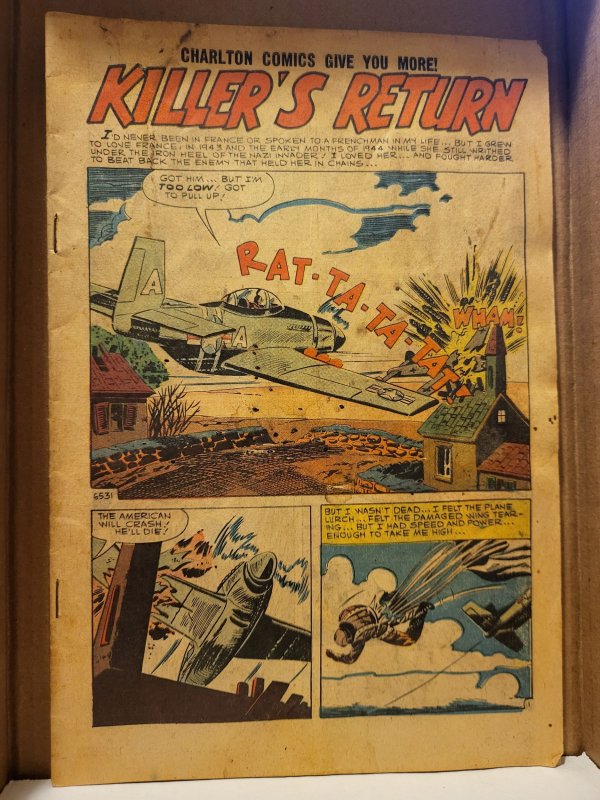 CHARLTON COMICS GIVE YOU MORE!
KILLER'S RETURN
I'D NEVER BEEN IN FRANCE OR SPOKEN TO A FRENCHMAN IN MY LIFE... BUT I GREW
TO LOVE FRANCE, IN 1943 AND THE EARLY MONTHS OF 1944 WHILE SHE STILL WRITHED
UNDER THE IRON HEEL OF THE NAZI INVADER! I LOVED HER... AND FOUGHT HARDER
TO BEAT BACK THE ENEMY THAT HELD HER IN CHAINS...
GOT HIM... BUT I'M
TOO LOW! GOT
TO PULL UP!
RAT-TA-TA-TAT!
WHAM!
A
A
6531
THE AMERICAN
WILL CRASH!
HE'LL DIE!
BUT I WASN'T DEAD... I FELT THE PLANE
LURCH... FELT THE DAMAGED WING TEAR-
ING... BUT I HAD SPEED AND POWER...
ENOUGH TO TAKE ME HIGH...
1